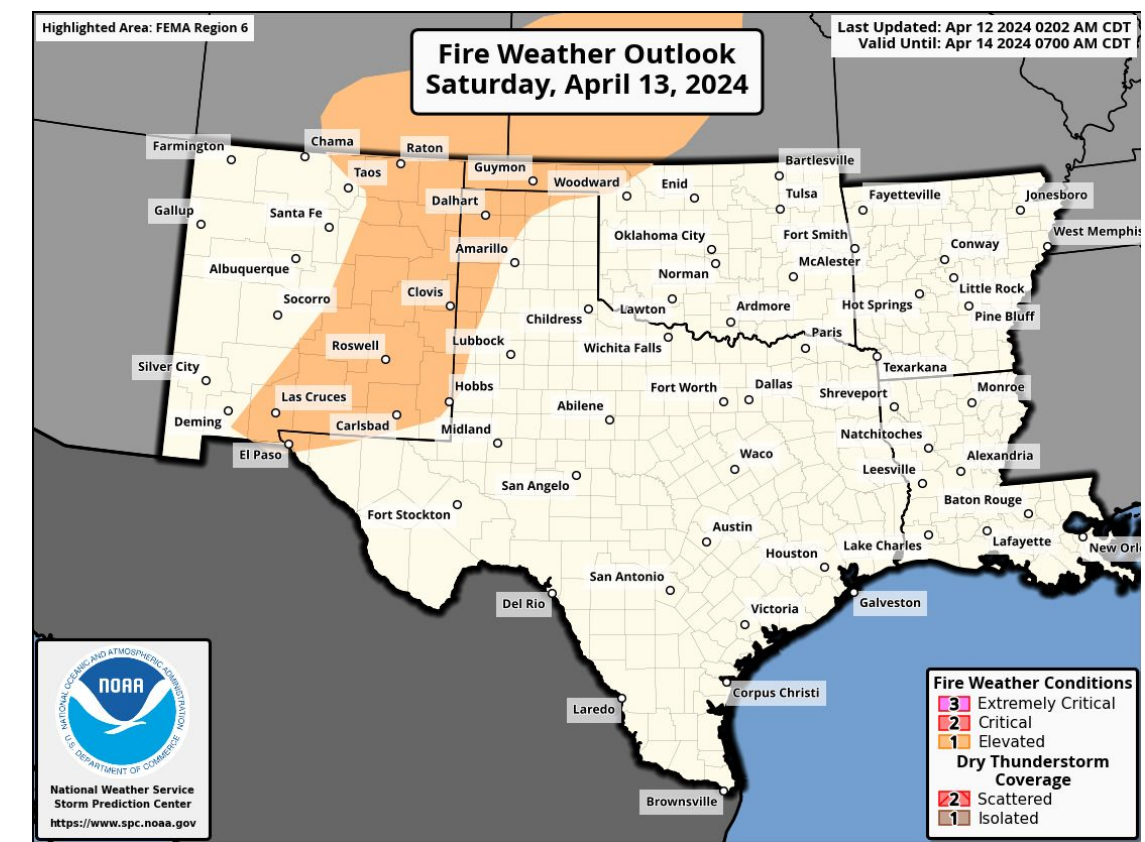 Highlighted Area: FEMA Region 6
Fire Weather Outlook
Saturday, April 13, 2024
Last Updated: Apr 12 2024 0202 AM CDT
Valid Until: Apr 14 2024 0700 AM CDT
Farmington
Chama
Raton
Taos
Guymon
Woodward
Enid
Bartlesville
Tulsa
Fayetteville
Jonesboro
Gallup
Santa Fe
Dalhart
Amarillo
Oklahoma City
Fort Smith
Conway
West Memphis
Albuquerque
Norman
McAlester
Socorro
Clovis
Childress
Lawton
Ardmore
Hot Springs
Little Rock
Pine Bluff
Roswell
Lubbock
Wichita Falls
Paris
Texarkana
Silver City
Las Cruces
Hobbs
Fort Worth
Dallas
Shreveport
Monroe
Deming
Carlsbad
Midland
Abilene
Natchitoches
El Paso
Waco
Leesville
Alexandria
San Angelo
Baton Rouge
Fort Stockton
Austin
Houston
Lake Charles
Lafayette
New Orl
San Antonio
Del Rio
Galveston
Victoria
Laredo
Corpus Christi
Brownsville
NATIONAL OCEANIC AND ATMOSPHERIC ADMINISTRATION
NOAA
U.S. DEPARTMENT OF COMMERCE
National Weather Service
Storm Prediction Center
https://www.spc.noaa.gov
Fire Weather Conditions
3 Extremely Critical
2 Critical
1 Elevated
Dry Thunderstorm
Coverage
2 Scattered
1 Isolated